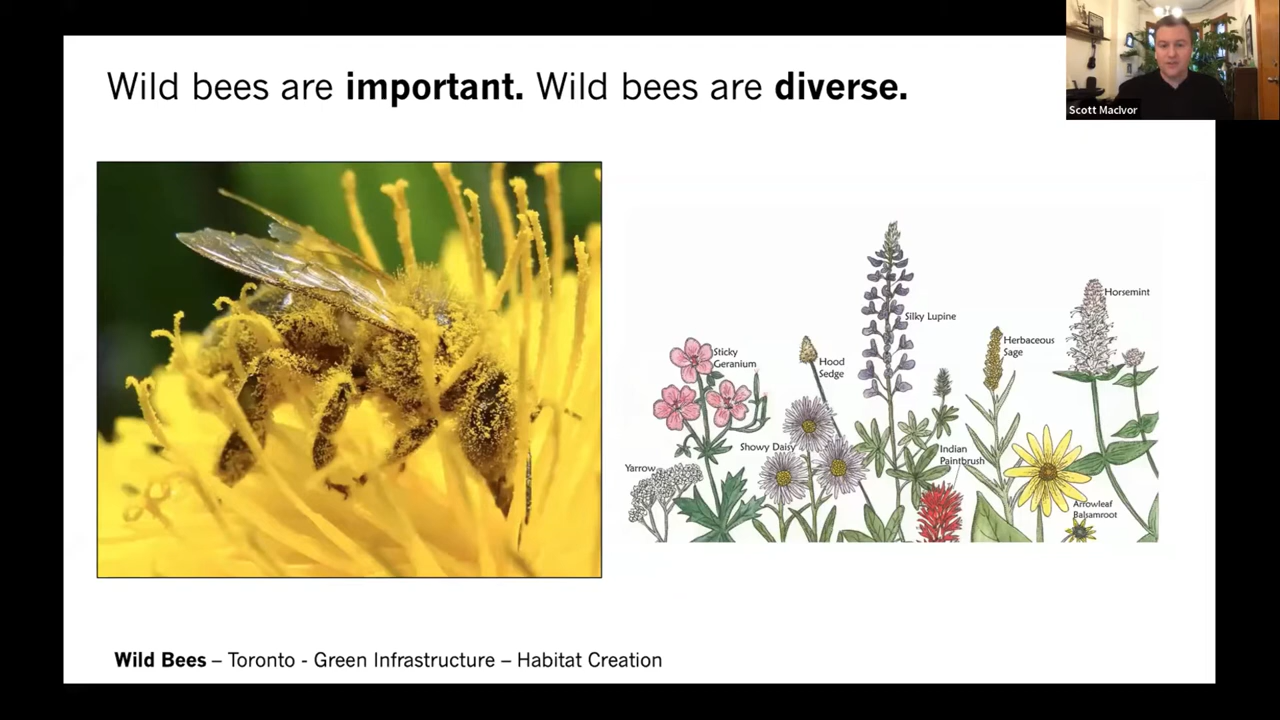 Wild bees are important. Wild bees are diverse.
Scott MacIvor
Horsemint
Silky Lupine
Herbaceous
Sage
Sticky
Geranium
Hood
Sedge
Showy Daisy
Indian
Paintbrush
Yarrow
Arrowleaf
Balsamroot
Wild Bees – Toronto - Green Infrastructure – Habitat Creation